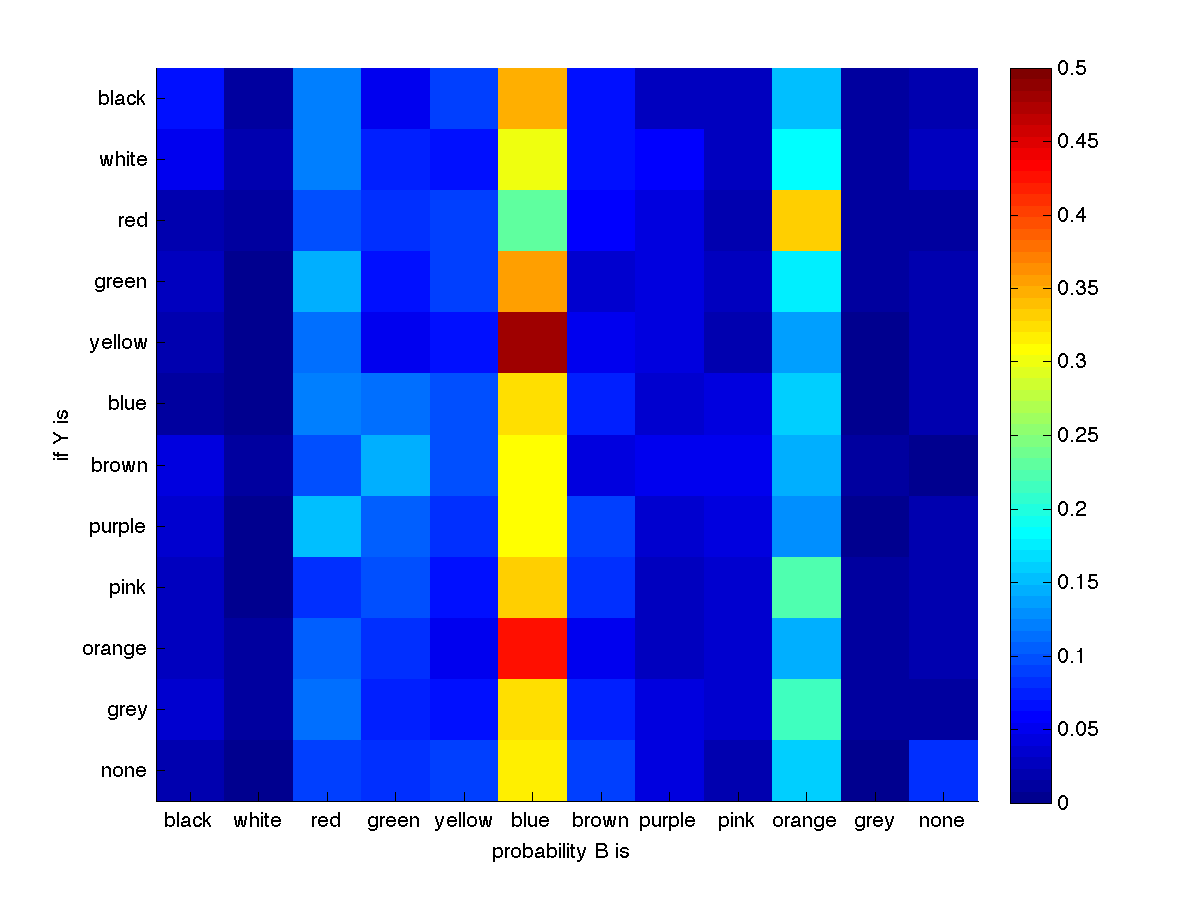 black
white
red
green
yellow
blue
brown
purple
pink
orange
grey
none
if Y is
black white red green yellow blue brown purple pink orange grey none
probability B is
0.5
0.45
0.4
0.35
0.3
0.25
0.2
0.15
0.1
0.05
0